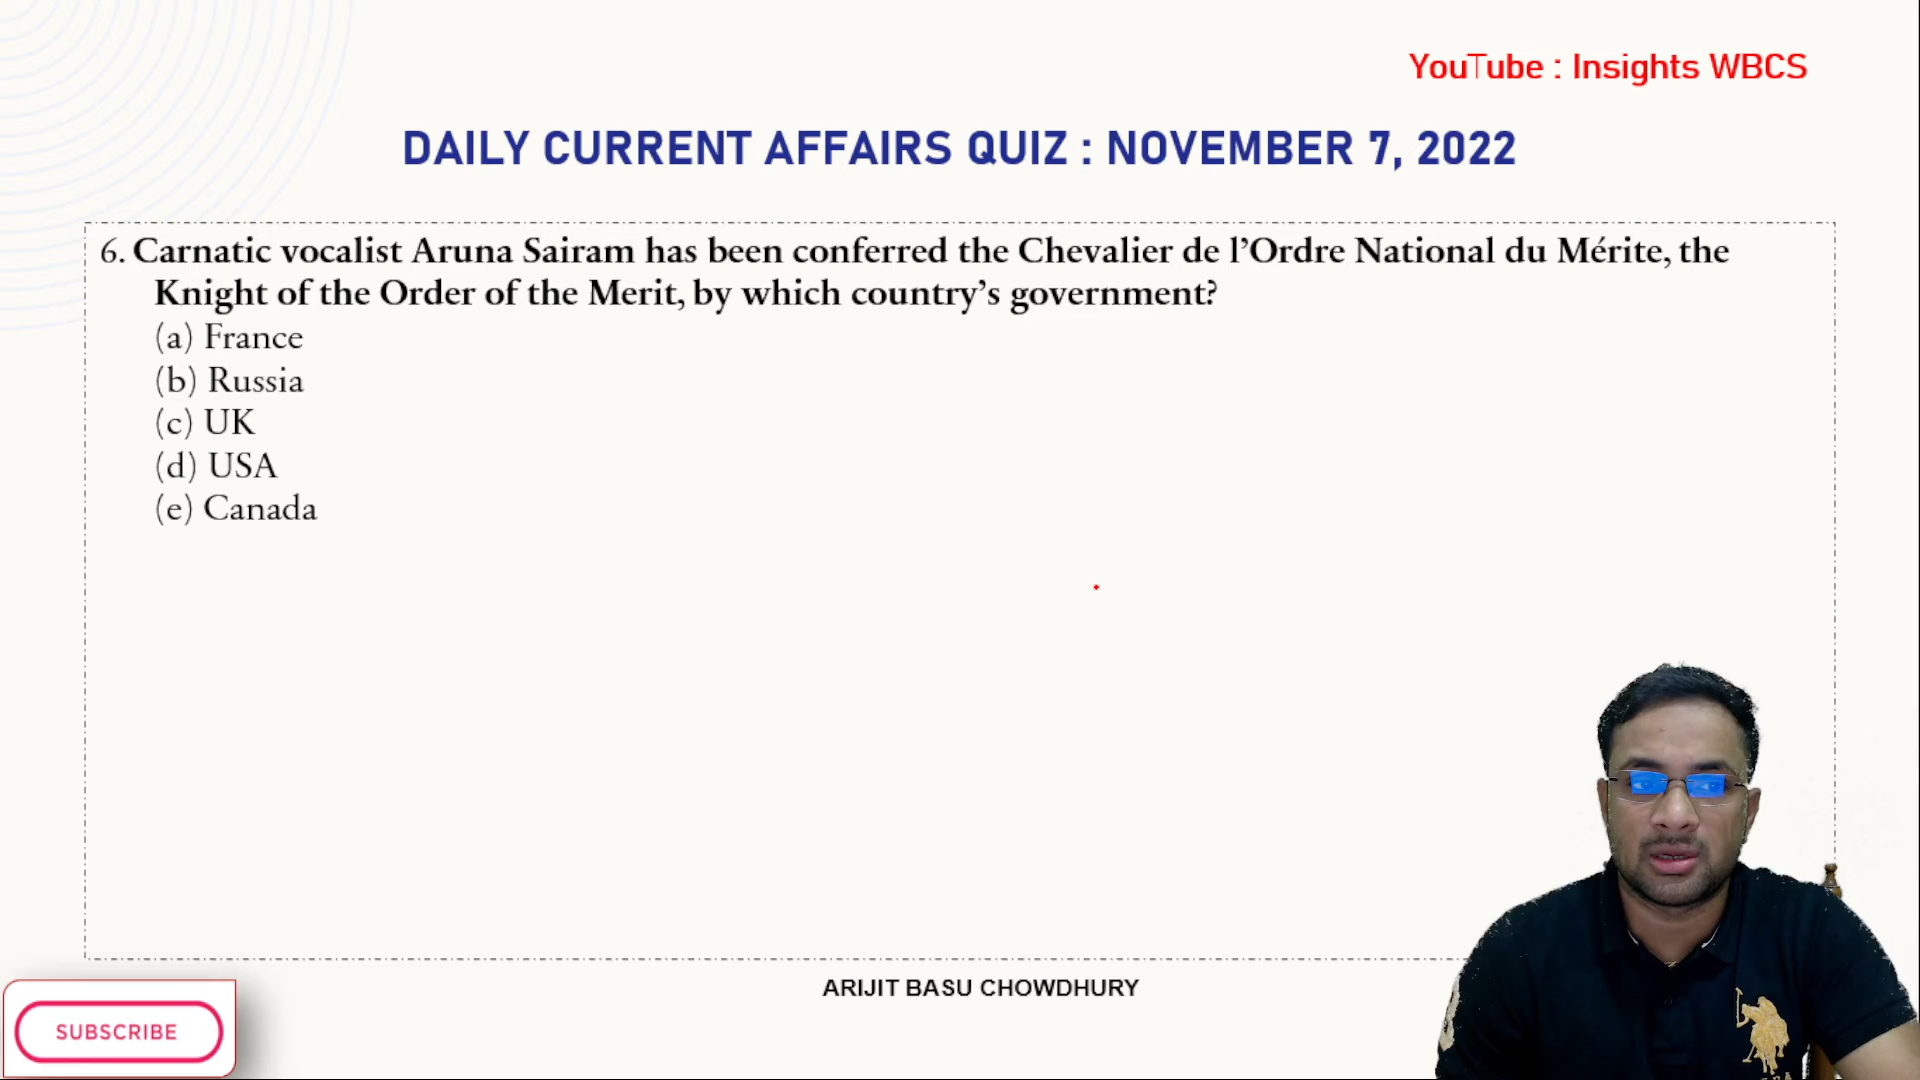 YouTube : Insights WBCS
DAILY CURRENT AFFAIRS QUIZ : NOVEMBER 7, 2022
6. Carnatic vocalist Aruna Sairam has been conferred the Chevalier de l’Ordre National du Mérite, the
Knight of the Order of the Merit, by which country’s government?
(a) France
(b) Russia
(c) UK
(d) USA
(e) Canada
ARIJIT BASU CHOWDHURY
SUBSCRIBE